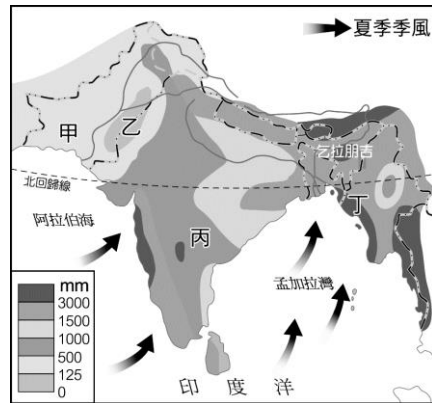 夏季季風
甲
乙
乞拉朋吉
北回歸線
丁
阿拉伯海
丙
孟加拉灣
mm
3000
1500
1000
500
125
0
印度洋